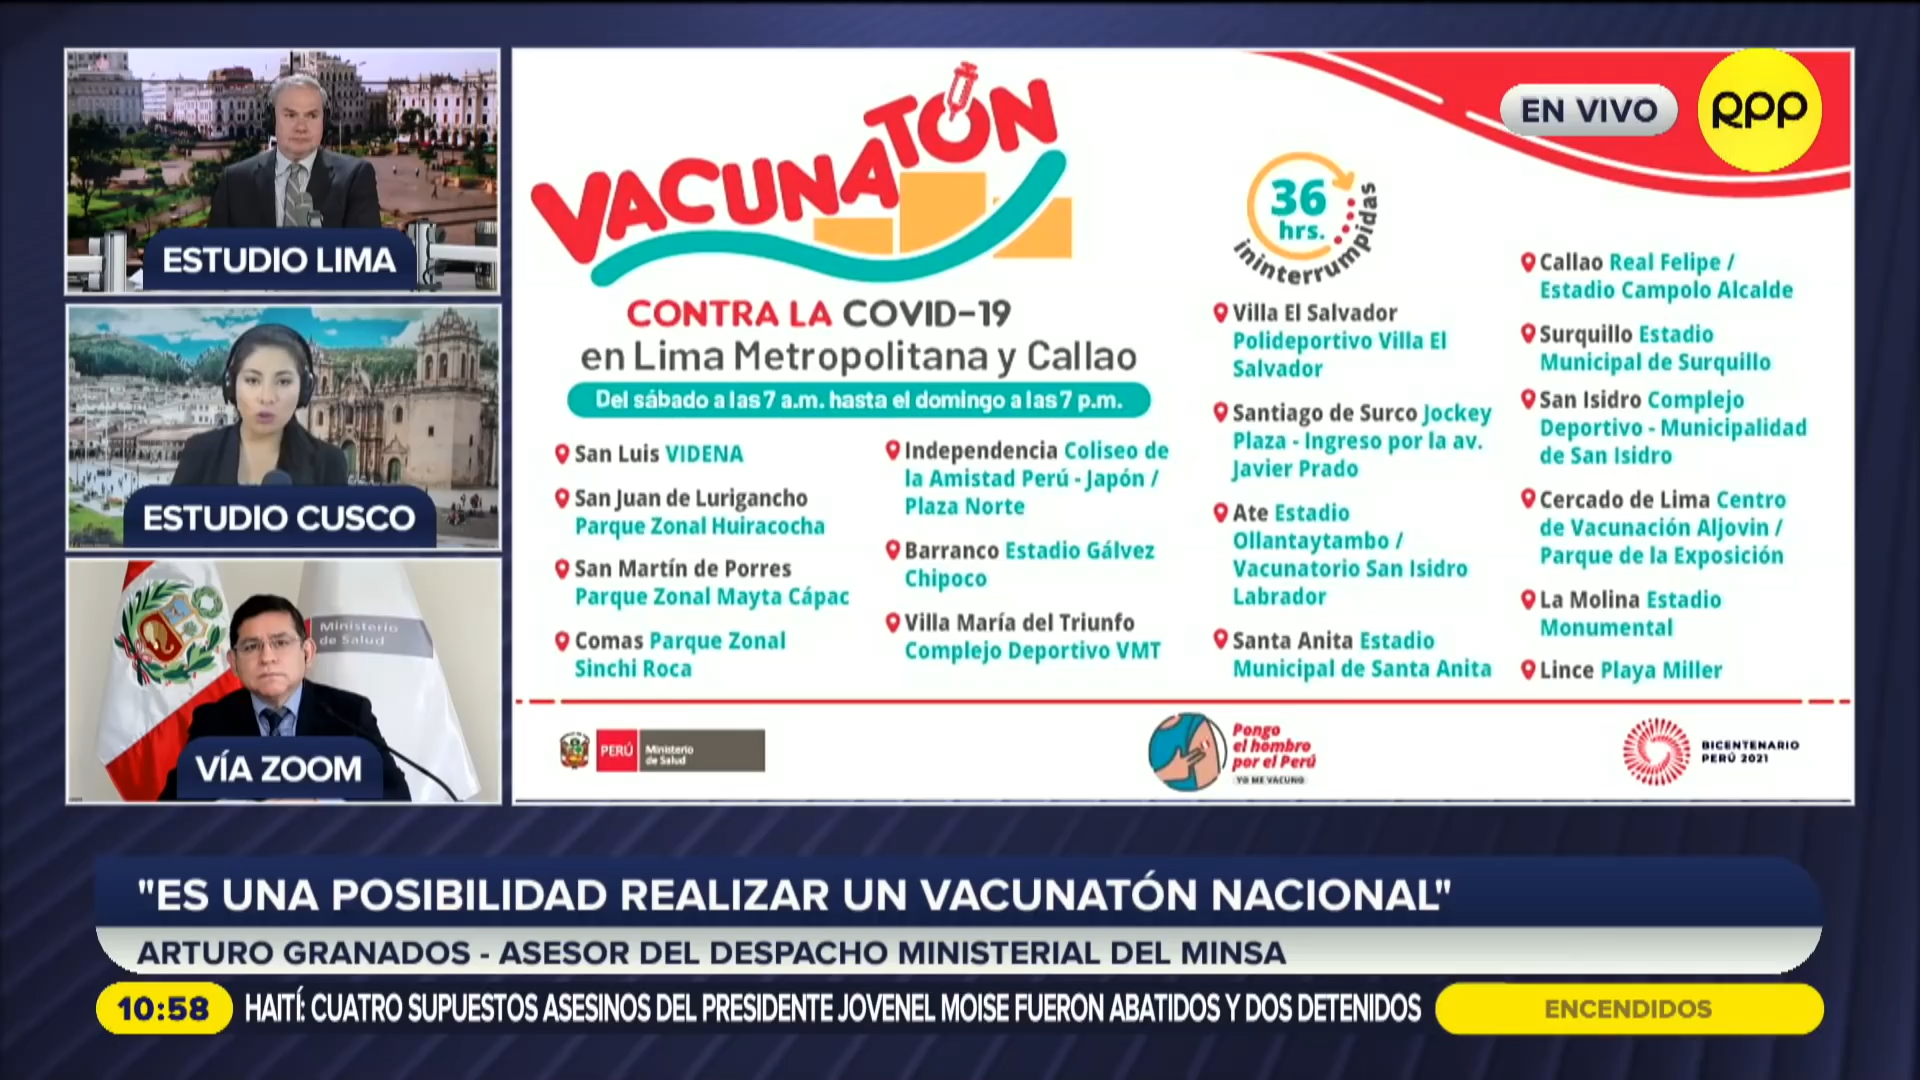 EN VIVO
rpp
ESTUDIO LIMA
ESTUDIO CUSCO
Ministerio
de Salud
VÍA ZOOM
VACUNATÓN
CONTRA LA COVID-19
en Lima Metropolitana y Callao
Del sábado a las 7 a.m. hasta el domingo a las 7 p.m.
36
hrs.
ininterrumpidas
San Luis VIDENA
San Juan de Lurigancho
Parque Zonal Huiracocha
San Martín de Porres
Parque Zonal Mayta Cápac
Comas Parque Zonal
Sinchi Roca
Independencia Coliseo de
la Amistad Perú - Japón /
Plaza Norte
Barranco Estadio Gálvez
Chipoco
Villa María del Triunfo
Complejo Deportivo VMT
Villa El Salvador
Polideportivo Villa El
Salvador
Santiago de Surco Jockey
Plaza - Ingreso por la av.
Javier Prado
Ate Estadio
Ollantaytambo /
Vacunatorio San Isidro
Labrador
Santa Anita Estadio
Municipal de Santa Anita
Callao Real Felipe /
Estadio Campolo Alcalde
Surquillo Estadio
Municipal de Surquillo
San Isidro Complejo
Deportivo - Municipalidad
de San Isidro
Cercado de Lima Centro
de Vacunación Aljovin /
Parque de la Exposición
La Molina Estadio
Monumental
Lince Playa Miller
PERÚ
Ministerio
de Salud
Pongo
el hombro
por el Perú
YO ME VACUNO
BICENTENARIO
PERÚ 2021
"ES UNA POSIBILIDAD REALIZAR UN VACUNATÓN NACIONAL"
ARTURO GRANADOS - ASESOR DEL DESPACHO MINISTERIAL DEL MINSA
10:58
HAITÍ: CUATRO SUPUESTOS ASESINOS DEL PRESIDENTE JOVENEL MOISE FUERON ABATIDOS Y DOS DETENIDOS
ENCENDIDOS